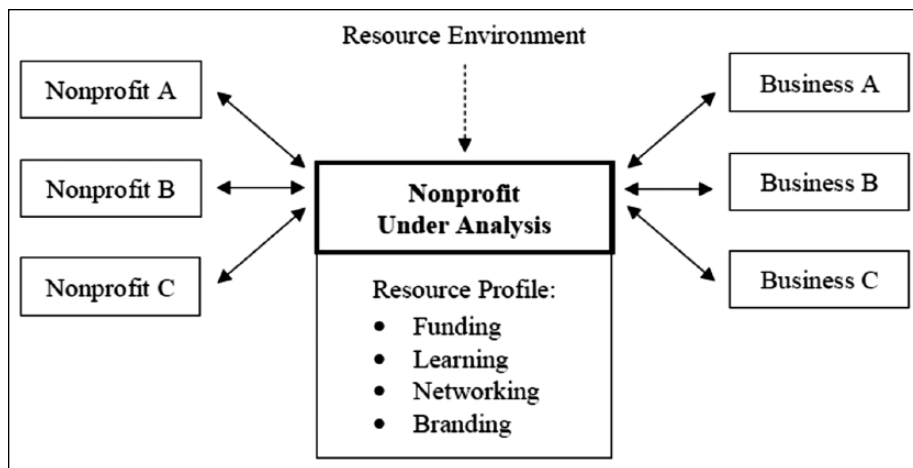 Resource Environment
Nonprofit A
Nonprofit B
Nonprofit C
Nonprofit
Under Analysis
Resource Profile:
• Funding
• Learning
• Networking
• Branding
Business A
Business B
Business C